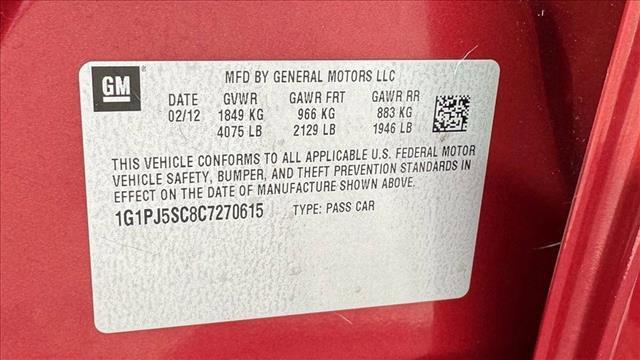 GM
MFD BY GENERAL MOTORS LLC
DATE GVWR GAWR FRT GAWR RR
02/12 1849 KG 966 KG 883 KG
4075 LB 2129 LB 1946 LB
THIS VEHICLE CONFORMS TO ALL APPLICABLE U.S. FEDERAL MOTOR
VEHICLE SAFETY, BUMPER, AND THEFT PREVENTION STANDARDS IN
EFFECT ON THE DATE OF MANUFACTURE SHOWN ABOVE.
1G1PJ5SC8C7270615 TYPE: PASS CAR